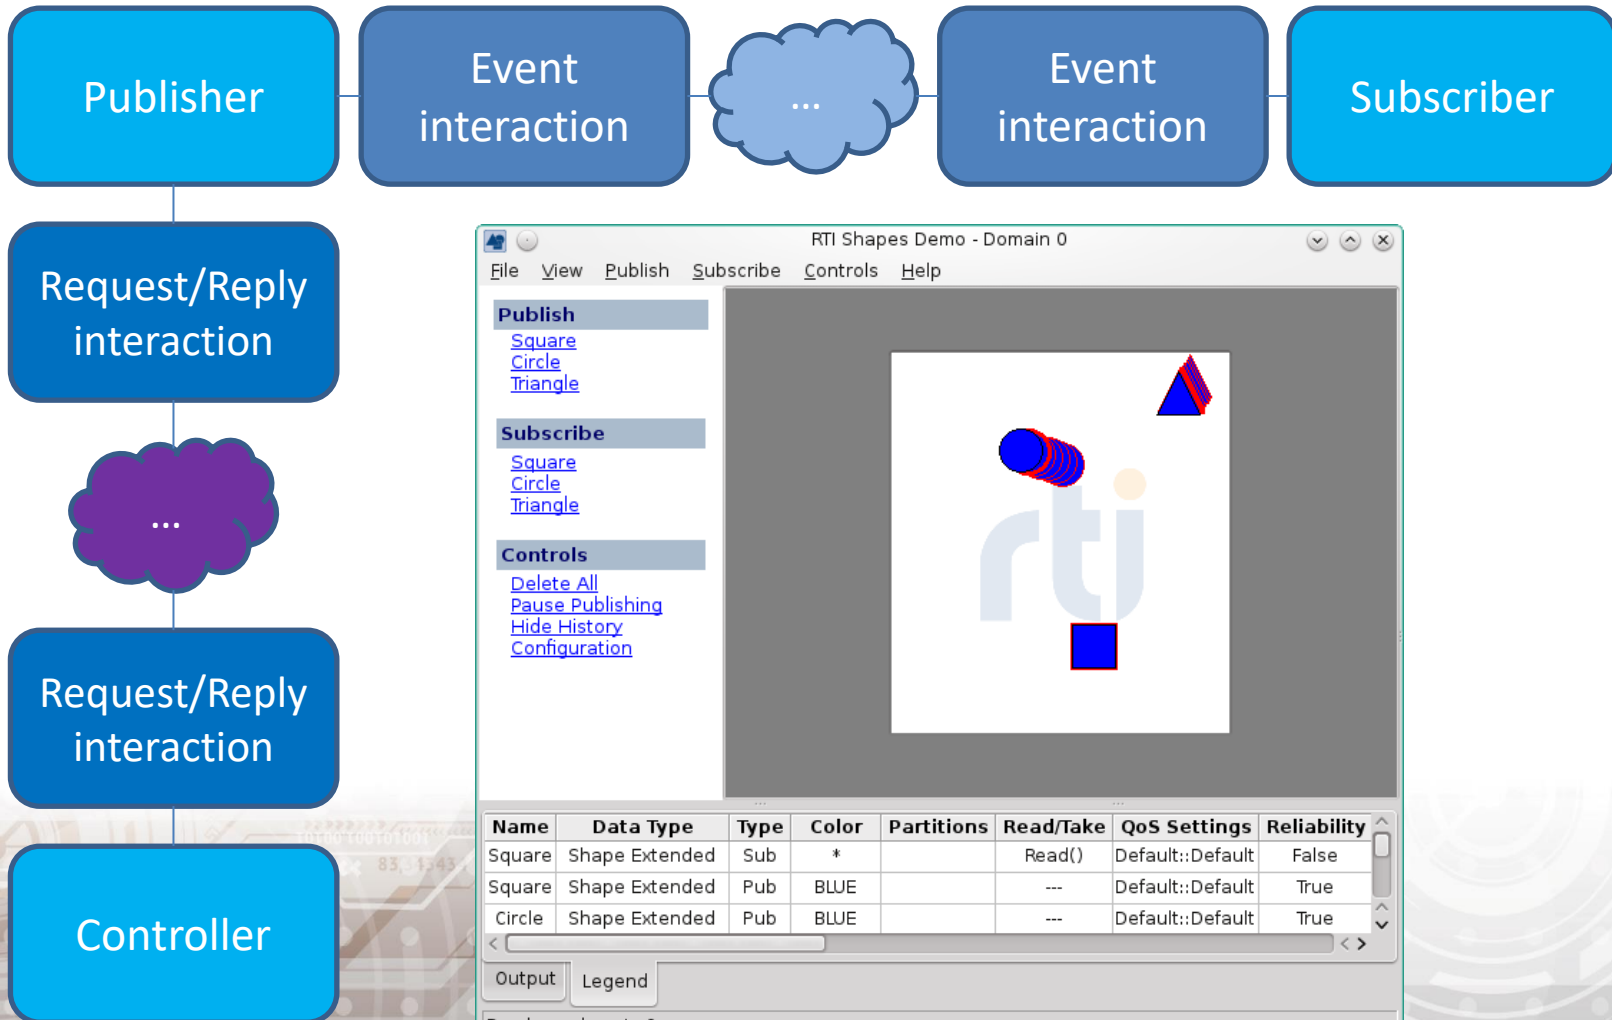 Publisher
Event
interaction
...
Event
interaction
Subscriber
Request/Reply
interaction
...
Request/Reply
interaction
Controller
RTI Shapes Demo - Domain 0
File View Publish Subscribe Controls Help
Publish
Square
Circle
Triangle
Subscribe
Square
Circle
Triangle
Controls
Delete All
Pause Publishing
Hide History
Configuration
rti
Name Data Type Type Color Partitions Read/Take QoS Settings Reliability
Square Shape Extended Sub * Read() Default::Default False
Square Shape Extended Pub BLUE --- Default::Default True
Circle Shape Extended Pub BLUE --- Default::Default True
Output Legend